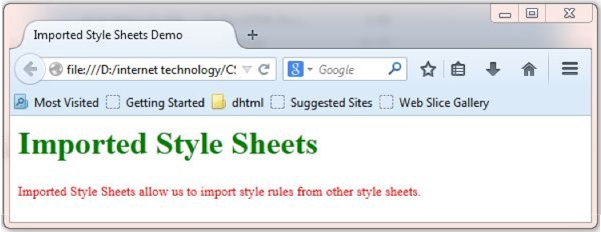 Imported Style Sheets Demo
file:///D:/internet technology/CS
Google
Most Visited Getting Started dhtml Suggested Sites Web Slice Gallery
Imported Style Sheets
Imported Style Sheets allow us to import style rules from other style sheets.